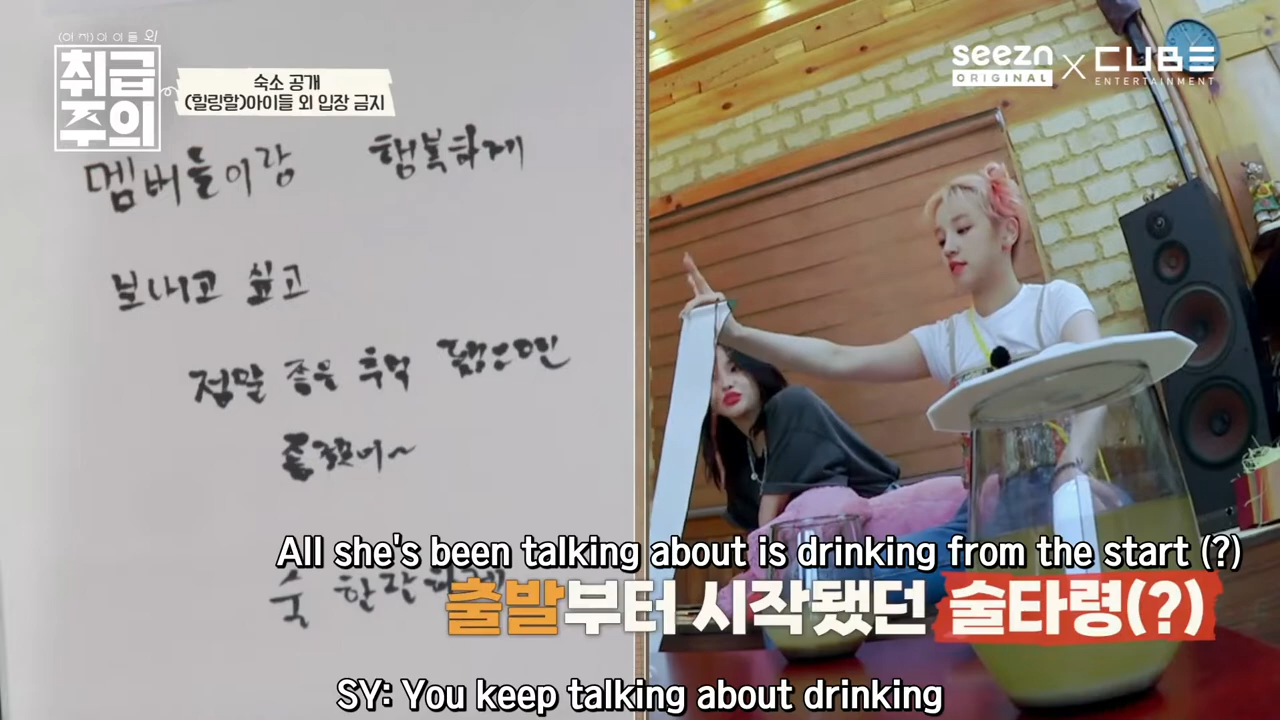 (여 자)아 이 들 외
취급
주의
숙소 공개
(힐링할)아이들 외 입장 금지
seezn
ORIGINAL
X
CUBE
ENTERTAINMENT
멤버들이랑 행복하게
보내고 싶고
정말 좋은 추억 됐으면
좋겠어~
술 한잔
All she's been talking about is drinking from the start (?)
출발부터 시작됐던 술타령(?)
SY: You keep talking about drinking